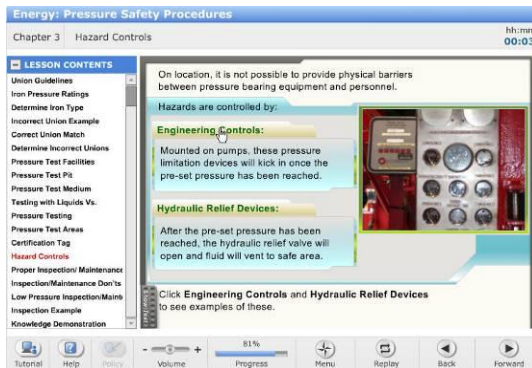 Energy: Pressure Safety Procedures
Chapter 3 Hazard Controls
hh:mm
00:03
LESSON CONTENTS
Union Guidelines
Iron Pressure Ratings
Determine Iron Type
Incorrect Union Example
Correct Union Match
Determine Incorrect Unions
Pressure Test Facilities
Pressure Test Pit
Pressure Test Medium
Testing with Liquids Vs.
Pressure Testing
Pressure Test Areas
Certification Tag
Hazard Controls
Proper Inspection/ Maintenance
Inspection/Maintenance Don'ts
Low Pressure Inspection/Maint
Inspection Example
Knowledge Demonstration
On location, it is not possible to provide physical barriers
between pressure bearing equipment and personnel.
Hazards are controlled by:
Engineering Controls:
Mounted on pumps, these pressure
limitation devices will kick in once the
pre-set pressure has been reached.
Hydraulic Relief Devices:
After the pre-set pressure has been
reached, the hydraulic relief valve will
open and fluid will vent to safe area.
Click Engineering Controls and Hydraulic Relief Devices
to see examples of these.
Tutorial
Help
Policy
- +
Volume
81%
Progress
Menu
Replay
Back
Forward